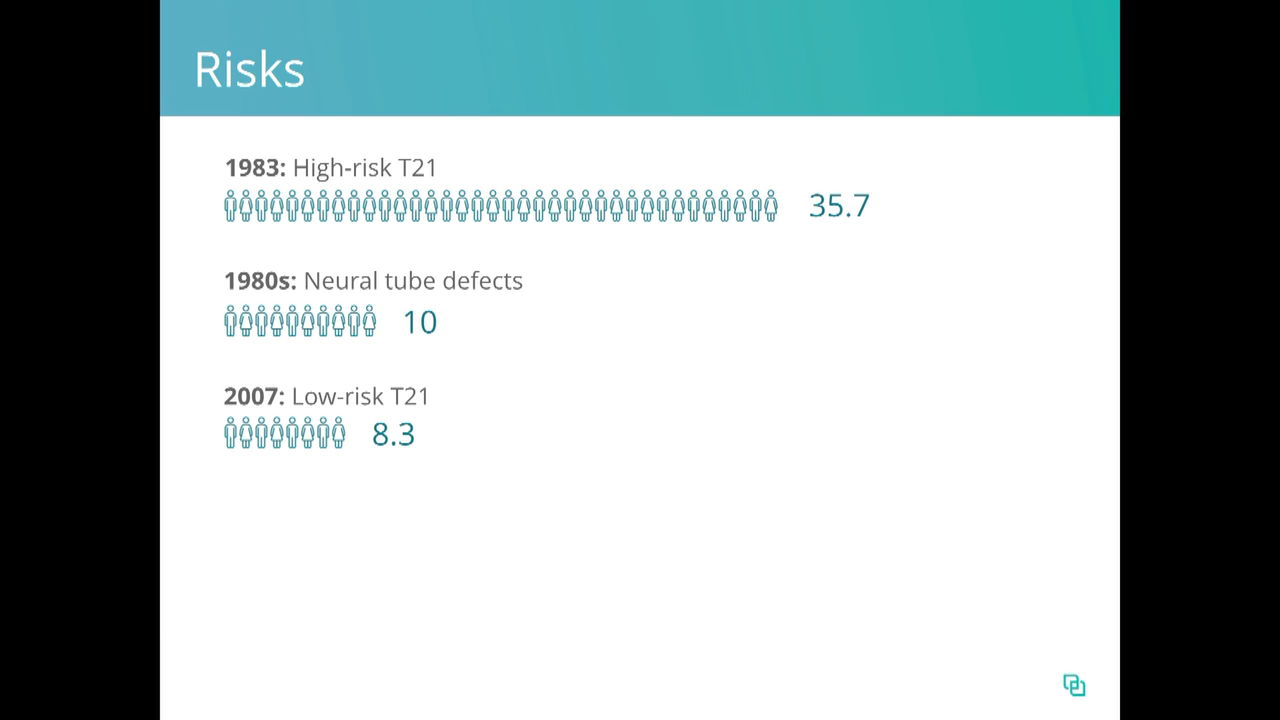 Risks
1983: High-risk T21
35.7
1980s: Neural tube defects
10
2007: Low-risk T21
8.3